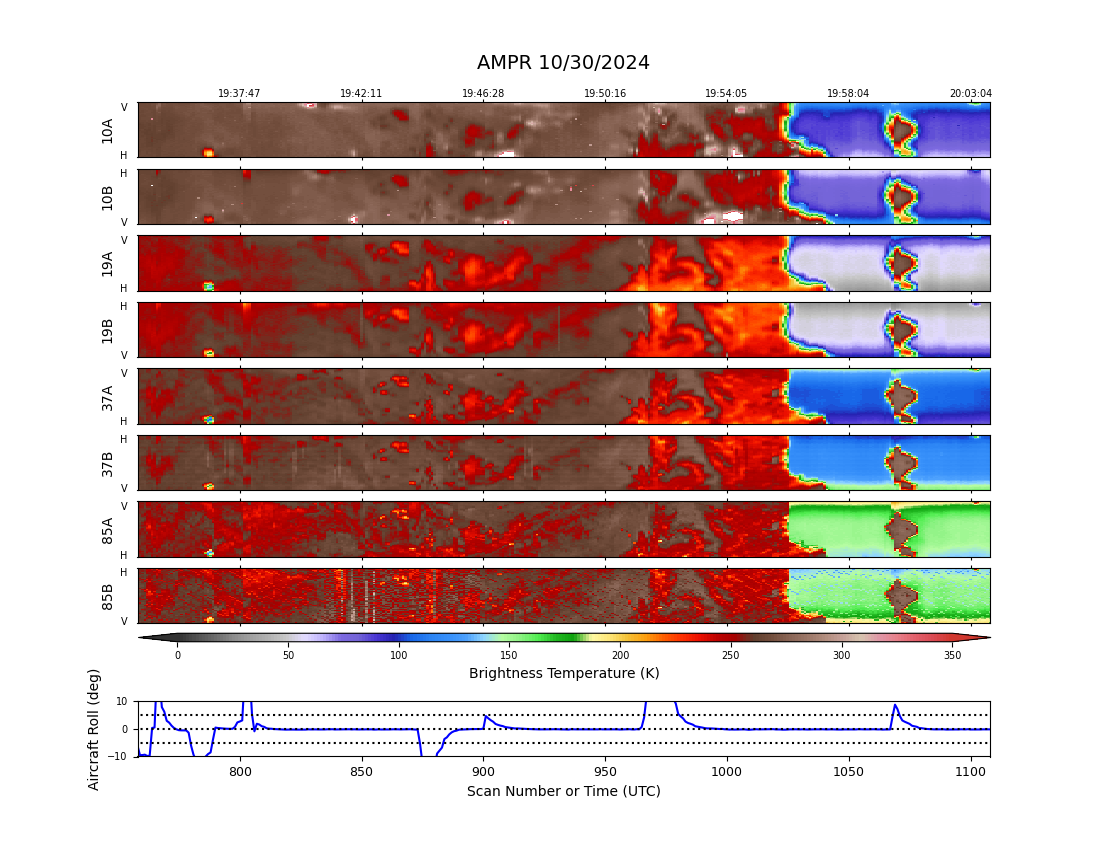 AMPR 10/30/2024
19:37:47 19:42:11 19:46:28 19:50:16 19:54:05 19:58:04 20:03:04
V
10A
H
H
10B
V
V
19A
H
H
19B
V
V
37A
H
H
37B
V
V
85A
H
H
85B
V
0 50 100 150 200 250 300 350
Brightness Temperature (K)
Aircraft Roll (deg)
10
0
−10
800 850 900 950 1000 1050 1100
Scan Number or Time (UTC)